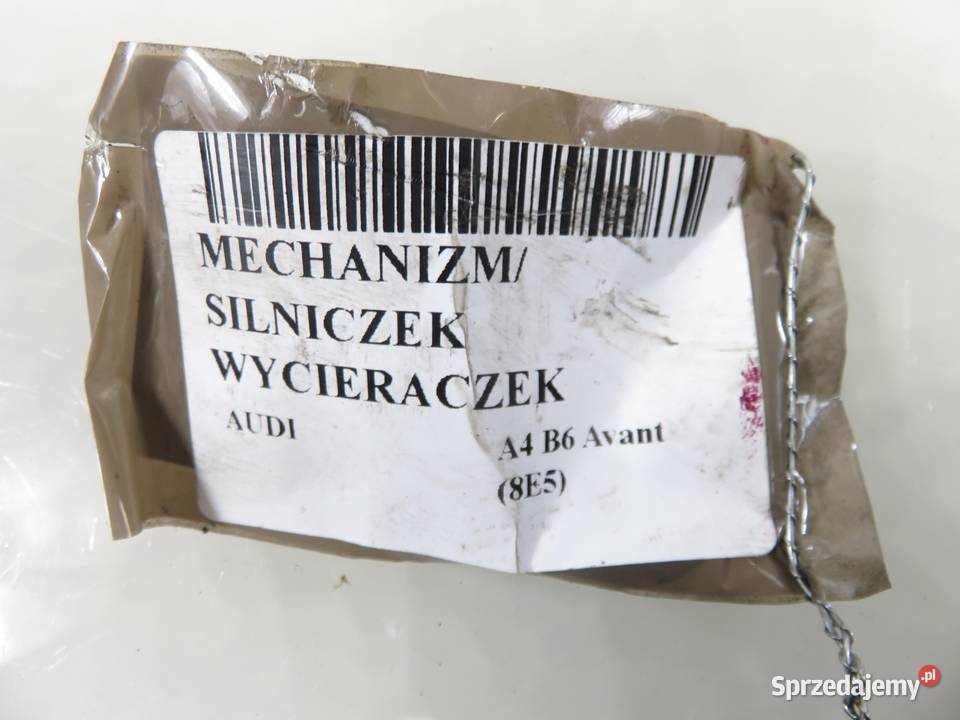 MECHANIZM/
SILNICZEK
WYCIERACZEK
AUDI
A4 B6 Avant
(8E5)
Sprzedajemy.pl